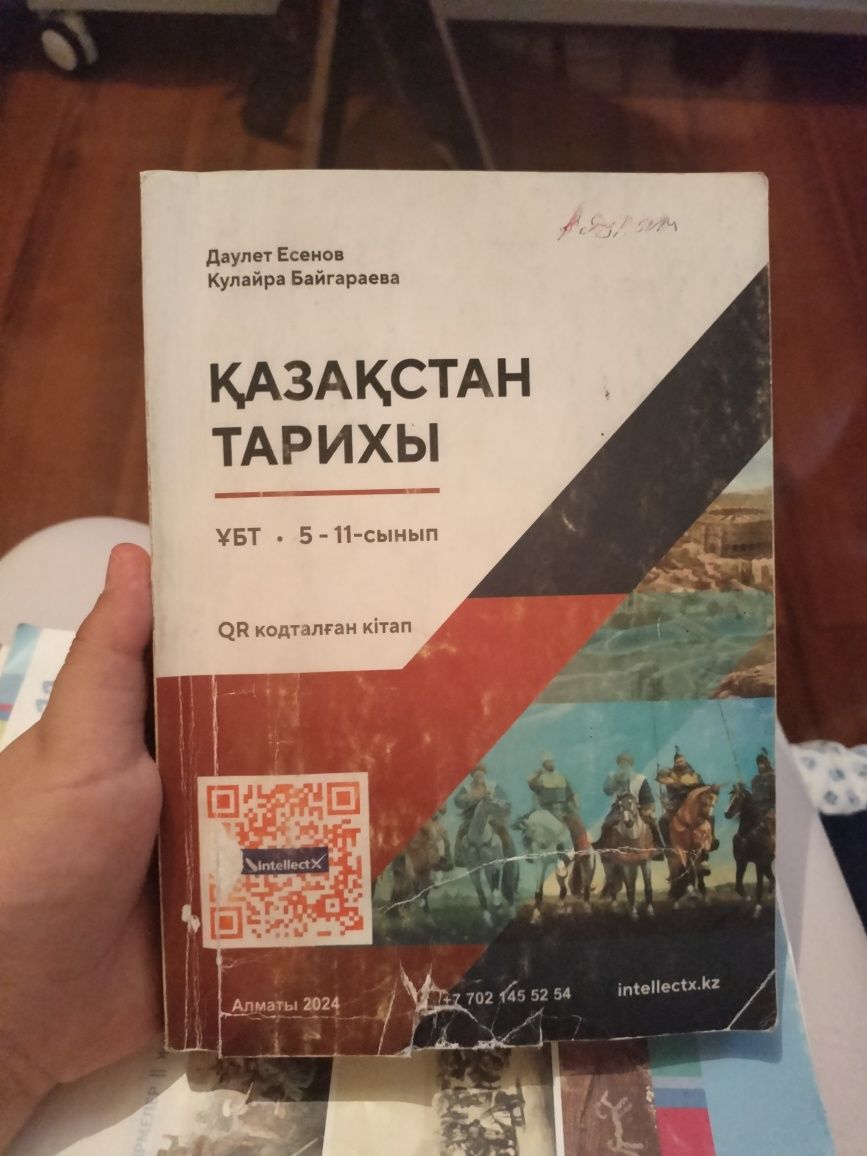 Даулет Есенов
Кулайра Байгараева
ҚАЗАҚСТАН
ТАРИХЫ
ҰБТ • 5 - 11-сынып
QR кодталған кітап
IntellectX
Алматы 2024
+7 702 145 52 54
intellectx.kz